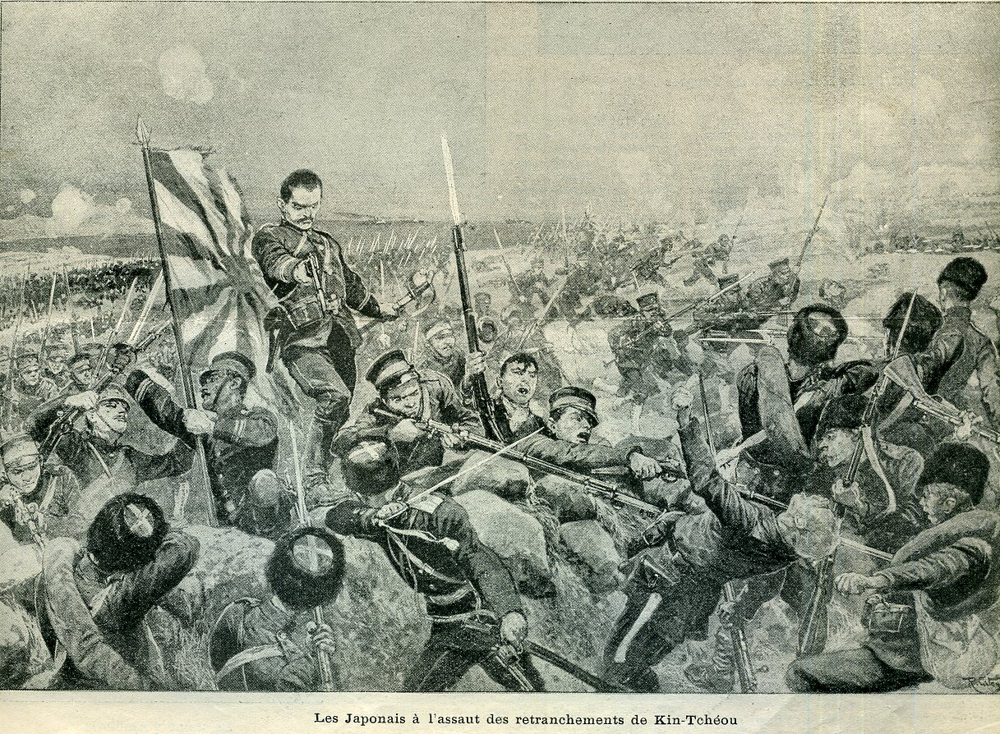 Les Japonais à l'assaut des retranchements de Kin-Tchéou